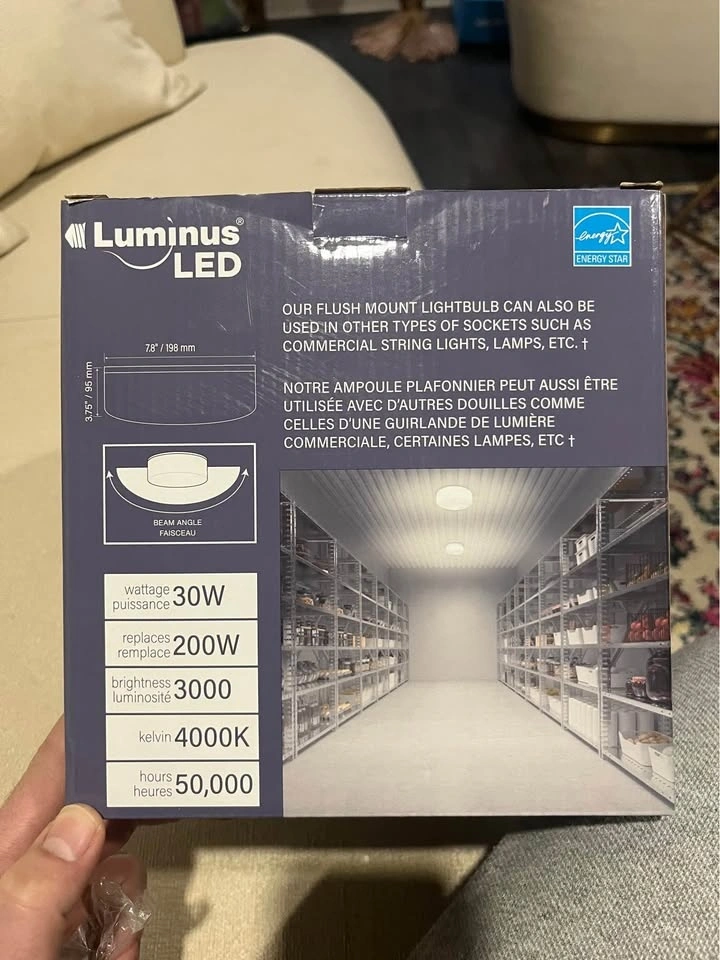 Luminus®
LED
energy
ENERGY STAR
OUR FLUSH MOUNT LIGHTBULB CAN ALSO BE
USED IN OTHER TYPES OF SOCKETS SUCH AS
COMMERCIAL STRING LIGHTS, LAMPS, ETC. †
NOTRE AMPOULE PLAFONNIER PEUT AUSSI ÊTRE
UTILISÉE AVEC D'AUTRES DOUILLES COMME
CELLES D'UNE GUIRLANDE DE LUMIÈRE
COMMERCIALE, CERTAINES LAMPES, ETC †
7.8" / 198 mm
3.75" / 95 mm
BEAM ANGLE
FAISCEAU
wattage
puissance 30W
replaces
remplace 200W
brightness
luminosité 3000
kelvin 4000K
hours
heures 50,000